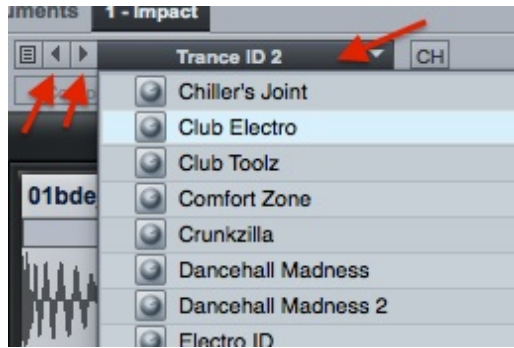 uments 1 - Impact
Trance ID 2 CH
Chiller's Joint
Club Electro
Club Toolz
01bde Comfort Zone
Crunkzilla
Dancehall Madness
Dancehall Madness 2
Electro ID